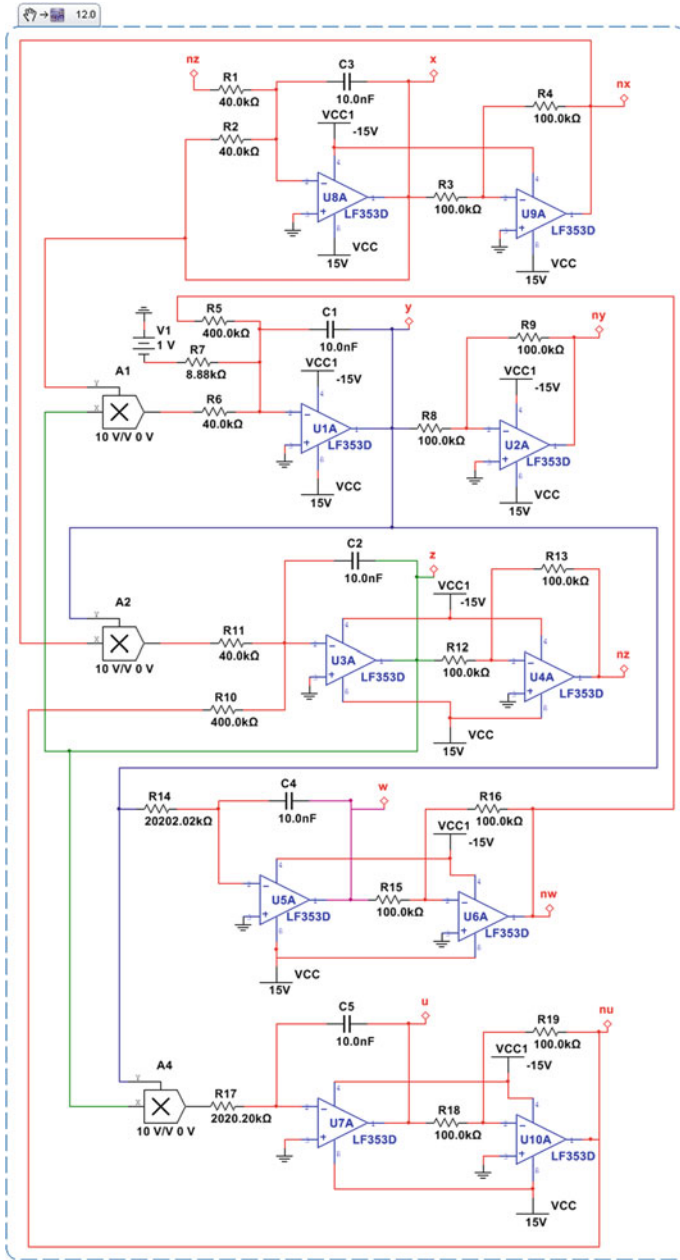 12.0
nz
R1
40.0kΩ
R2
40.0kΩ
C3
10.0nF
x
VCC1
-15V
U8A
LF353D
VCC
15V
R3
100.0kΩ
R4
100.0kΩ
nx
U9A
LF353D
VCC
15V
V1
1 V
R5
400.0kΩ
R7
8.88kΩ
A1
Y
X
10 V/V 0 V
R6
40.0kΩ
C1
10.0nF
y
VCC1
-15V
U1A
LF353D
VCC
15V
R8
100.0kΩ
R9
100.0kΩ
ny
VCC1
-15V
U2A
LF353D
VCC
15V
A2
Y
X
10 V/V 0 V
R11
40.0kΩ
R10
400.0kΩ
C2
10.0nF
z
VCC1
-15V
U3A
LF353D
R12
100.0kΩ
R13
100.0kΩ
nz
U4A
LF353D
VCC
15V
R14
20202.02kΩ
C4
10.0nF
w
R16
100.0kΩ
VCC1
-15V
U5A
LF353D
R15
100.0kΩ
U6A
LF353D
nw
VCC
15V
A4
Y
X
10 V/V 0 V
R17
2020.20kΩ
C5
10.0nF
u
R19
100.0kΩ
nu
VCC1
-15V
U7A
LF353D
R18
100.0kΩ
U10A
LF353D
VCC
15V